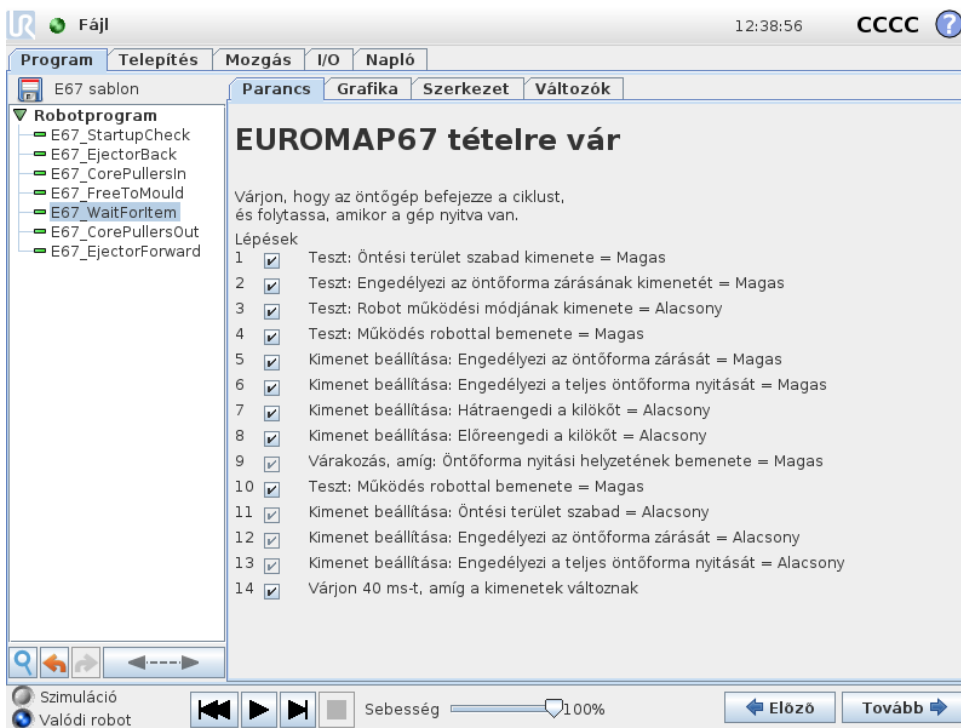 UR Fájl 12:38:56 CCCC ?
Program Telepítés Mozgás I/O Napló
E67 sablon
Parancs Grafika Szerkezet Változók
Robotprogram
E67_StartupCheck
E67_EjectorBack
E67_CorePullersIn
E67_FreeToMould
E67_WaitForItem
E67_CorePullersOut
E67_EjectorForward
EUROMAP67 tételre vár
Várjon, hogy az öntőgép befejezze a ciklust,
és folytassa, amikor a gép nyitva van.
Lépések
1 Teszt: Öntési terület szabad kimenete = Magas
2 Teszt: Engedélyezi az öntőforma zárásának kimenetét = Magas
3 Teszt: Robot működési módjának kimenete = Alacsony
4 Teszt: Működés robottal bemenete = Magas
5 Kimenet beállítása: Engedélyezi az öntőforma zárását = Magas
6 Kimenet beállítása: Engedélyezi a teljes öntőforma nyitását = Magas
7 Kimenet beállítása: Hátraengedi a kilökőt = Alacsony
8 Kimenet beállítása: Előreengedi a kilökőt = Alacsony
9 Várakozás, amíg: Öntőforma nyitási helyzetének bemenete = Magas
10 Teszt: Működés robottal bemenete = Magas
11 Kimenet beállítása: Öntési terület szabad = Alacsony
12 Kimenet beállítása: Engedélyezi az öntőforma zárását = Alacsony
13 Kimenet beállítása: Engedélyezi a teljes öntőforma nyitását = Alacsony
14 Várjon 40 ms-t, amíg a kimenetek változnak
Szimuláció
Valódi robot
Sebesség 100%
Előző Tovább